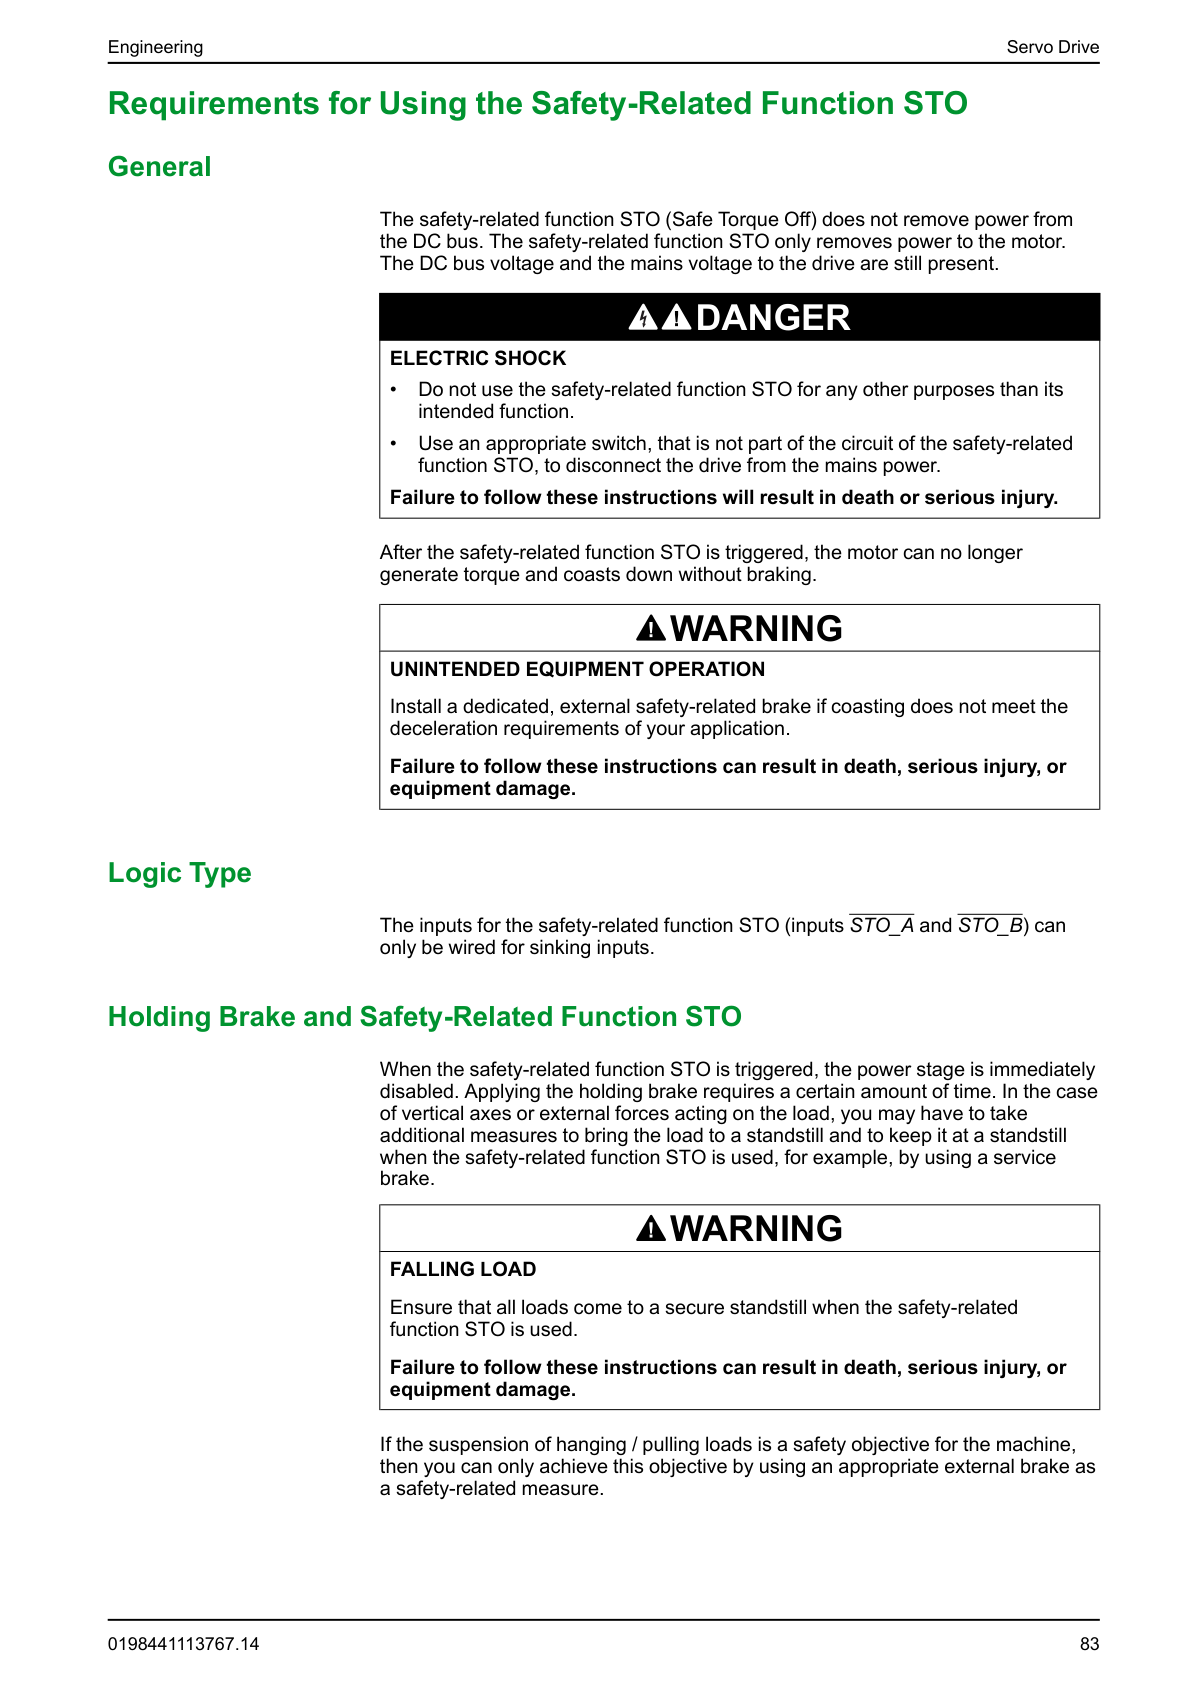 Engineering
Servo Drive
Requirements for Using the Safety-Related Function STO
General
The safety-related function STO (Safe Torque Off) does not remove power from
the DC bus. The safety-related function STO only removes power to the motor.
The DC bus voltage and the mains voltage to the drive are still present.
DANGER
ELECTRIC SHOCK
• Do not use the safety-related function STO for any other purposes than its
intended function.
• Use an appropriate switch, that is not part of the circuit of the safety-related
function STO, to disconnect the drive from the mains power.
Failure to follow these instructions will result in death or serious injury.
After the safety-related function STO is triggered, the motor can no longer
generate torque and coasts down without braking.
WARNING
UNINTENDED EQUIPMENT OPERATION
Install a dedicated, external safety-related brake if coasting does not meet the
deceleration requirements of your application.
Failure to follow these instructions can result in death, serious injury, or
equipment damage.
Logic Type
The inputs for the safety-related function STO (inputs STO_A and STO_B) can
only be wired for sinking inputs.
Holding Brake and Safety-Related Function STO
When the safety-related function STO is triggered, the power stage is immediately
disabled. Applying the holding brake requires a certain amount of time. In the case
of vertical axes or external forces acting on the load, you may have to take
additional measures to bring the load to a standstill and to keep it at a standstill
when the safety-related function STO is used, for example, by using a service
brake.
WARNING
FALLING LOAD
Ensure that all loads come to a secure standstill when the safety-related
function STO is used.
Failure to follow these instructions can result in death, serious injury, or
equipment damage.
If the suspension of hanging / pulling loads is a safety objective for the machine,
then you can only achieve this objective by using an appropriate external brake as
a safety-related measure.
0198441113767.14
83